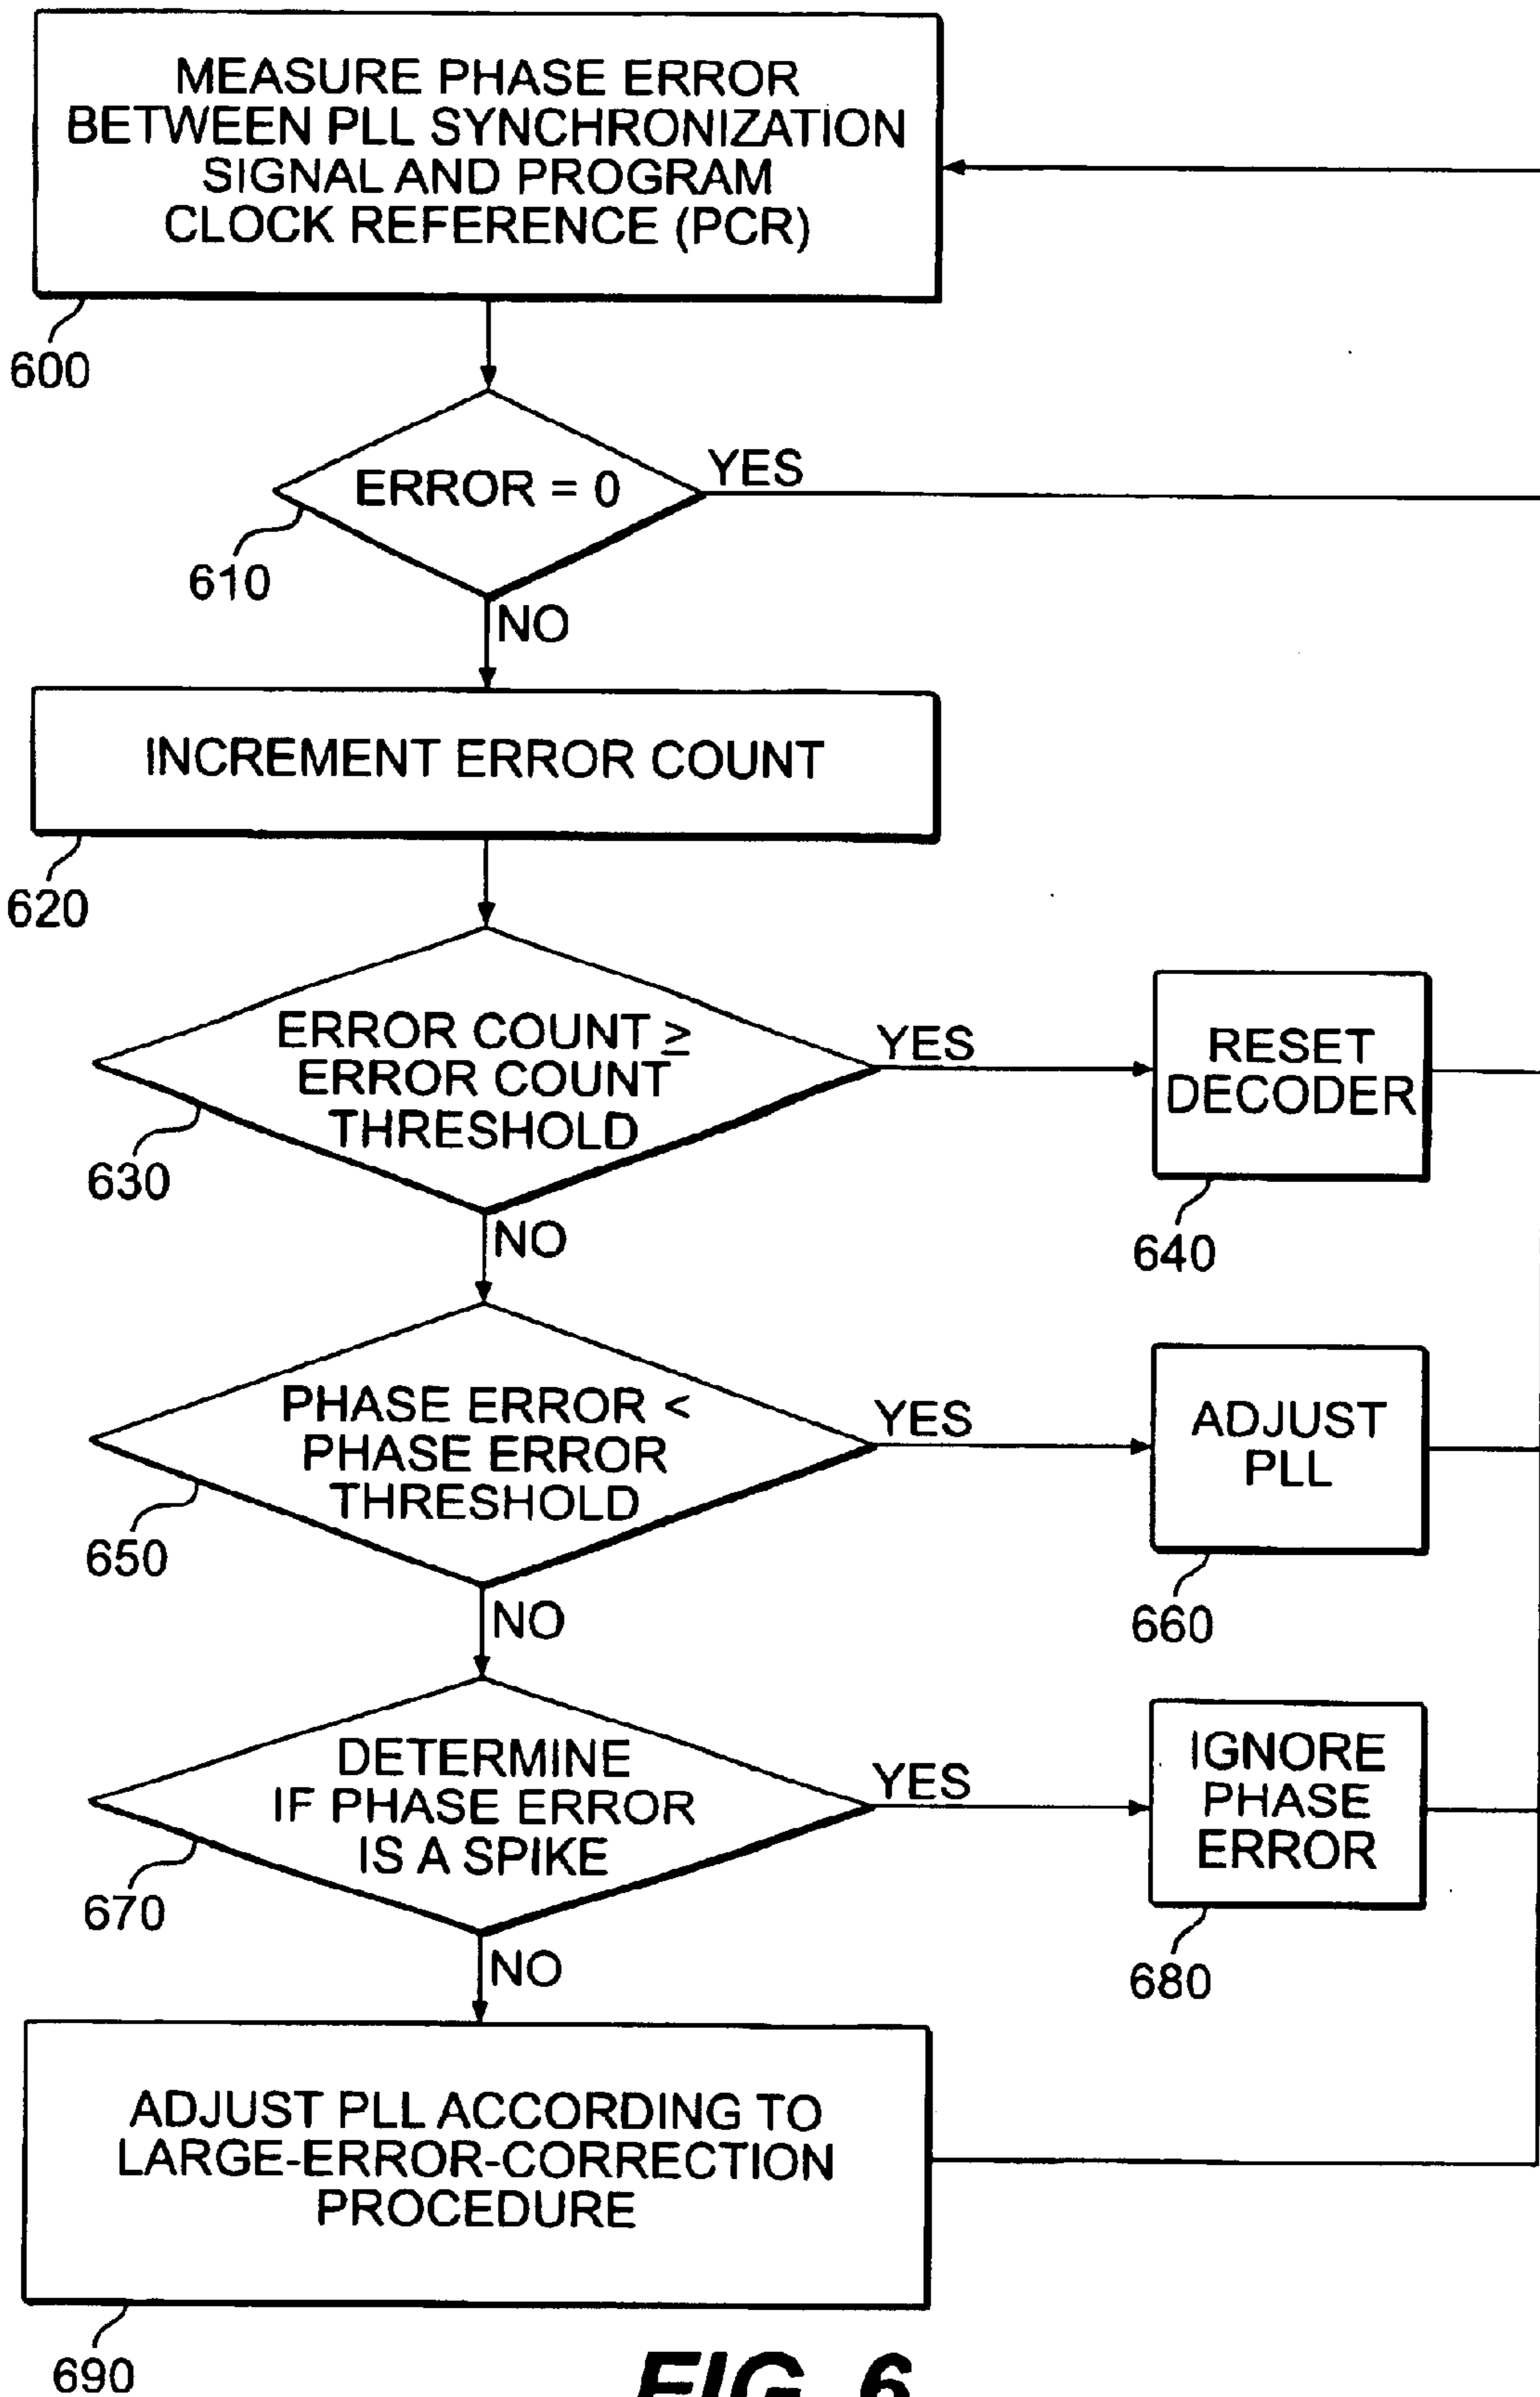 MEASURE PHASE ERROR
BETWEEN PLL SYNCHRONIZATION
SIGNAL AND PROGRAM
CLOCK REFERENCE (PCR)
600
ERROR = 0
YES
610
NO
INCREMENT ERROR COUNT
620
ERROR COUNT ≥
ERROR COUNT
THRESHOLD
YES
RESET
DECODER
630
640
NO
PHASE ERROR <
PHASE ERROR
THRESHOLD
YES
ADJUST
PLL
650
660
NO
DETERMINE
IF PHASE ERROR
IS A SPIKE
YES
IGNORE
PHASE
ERROR
670
680
NO
ADJUST PLL ACCORDING TO
LARGE-ERROR-CORRECTION
PROCEDURE
690
FIG. 6